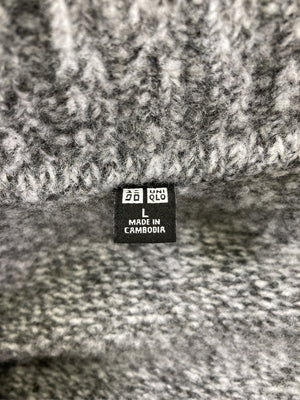 ユニ UNI
クロ QLO
L
MADE IN
CAMBODIA